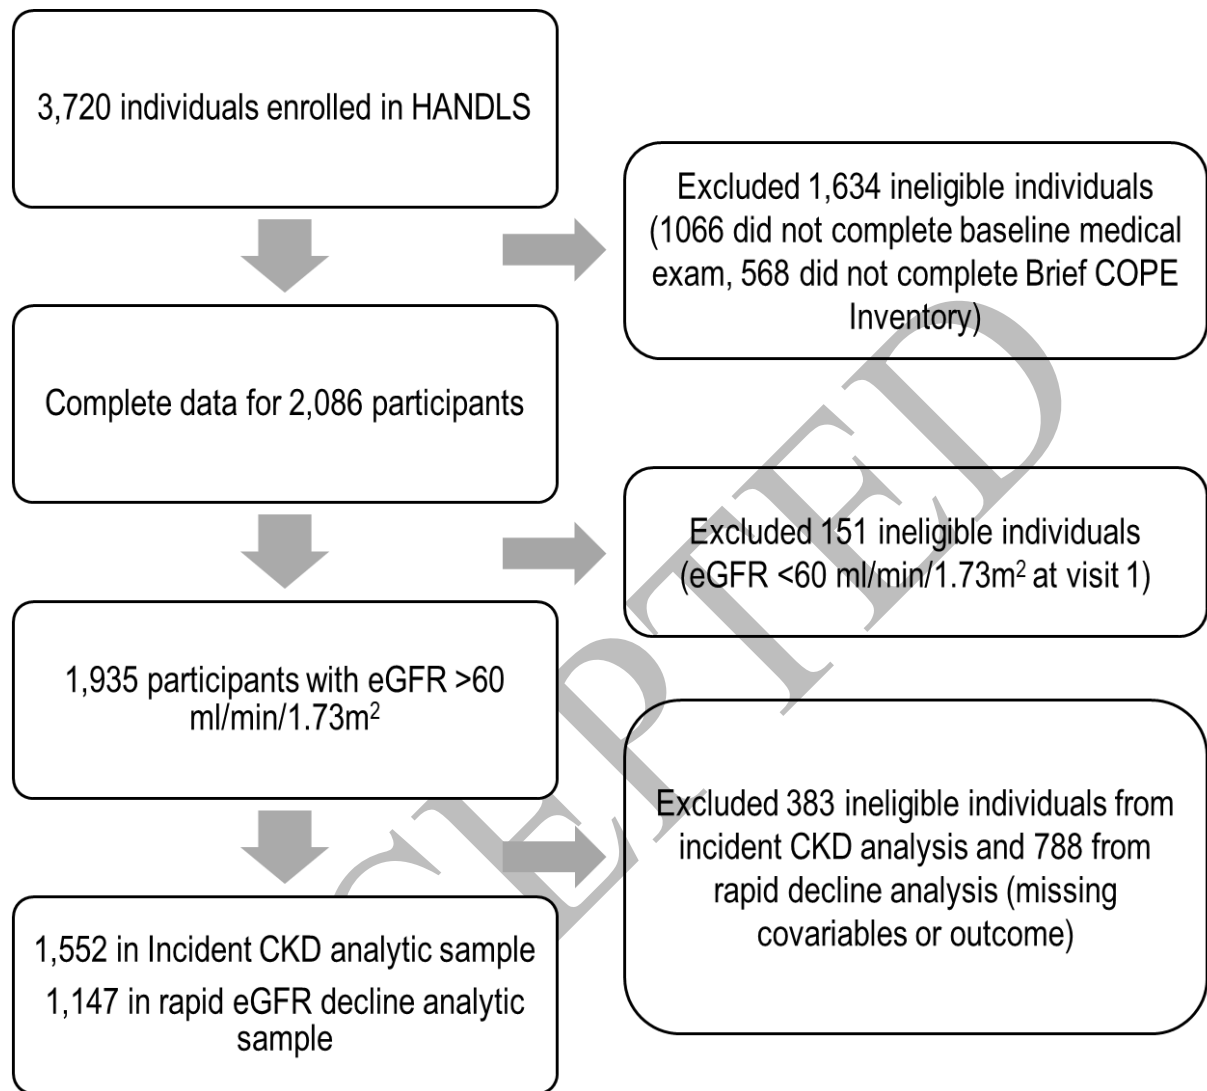 3,720 individuals enrolled in HANDLS
Excluded 1,634 ineligible individuals
(1066 did not complete baseline medical
exam, 568 did not complete Brief COPE
Inventory)
Complete data for 2,086 participants
Excluded 151 ineligible individuals
(eGFR <60 ml/min/1.73m² at visit 1)
1,935 participants with eGFR >60
ml/min/1.73m²
Excluded 383 ineligible individuals from
incident CKD analysis and 788 from
rapid decline analysis (missing
covariables or outcome)
1,552 in Incident CKD analytic sample
1,147 in rapid eGFR decline analytic
sample
CEPTED